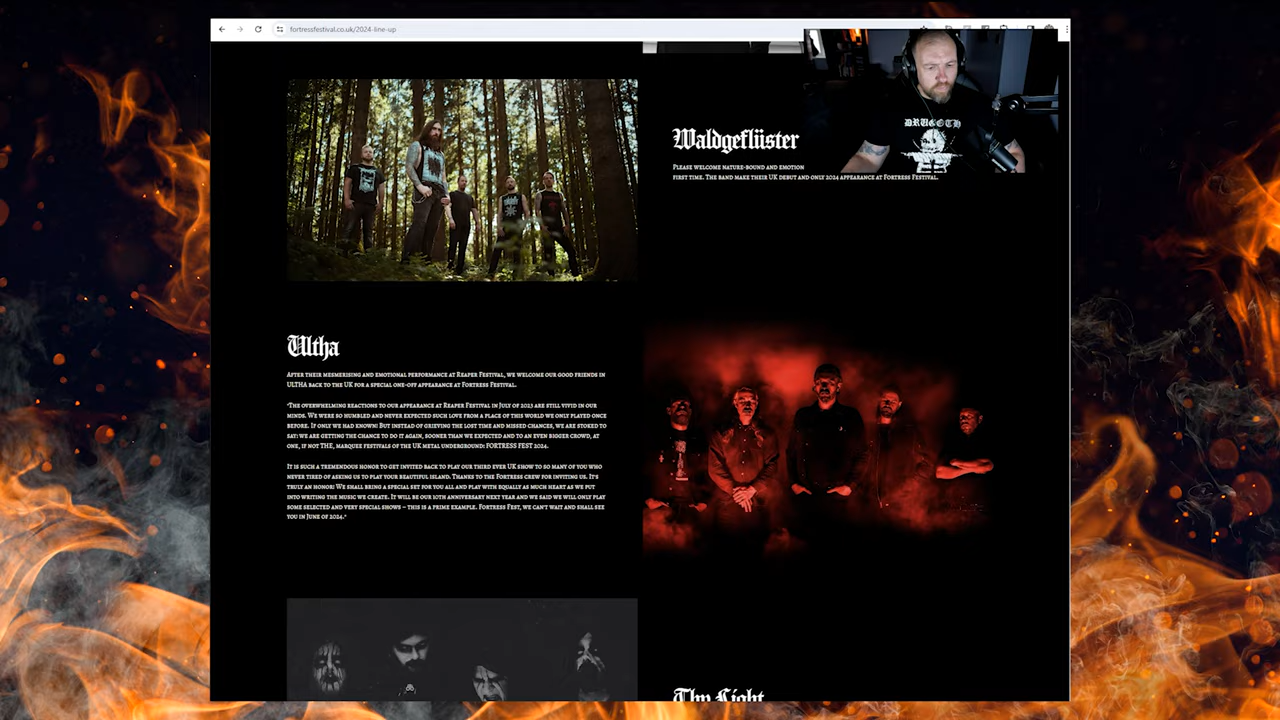 fortressfestival.co.uk/2024-line-up
DRUGOTH
Waldgeflüster
Please welcome nature-bound and emotion
first time. The band make their UK debut and only 2024 appearance at Fortress Festival.
Ultha
After their mesmerising and emotional performance at Reaper Festival, we welcome our good friends in
ULTHA back to the UK for a special one-off appearance at Fortress Festival.
"The overwhelming reactions to our appearance at Reaper Festival in July of 2023 are still vivid in our
minds. We were so humbled and never expected such love from a place of this world we only played once
before. If only we had known! But instead of grieving the lost time and missed chances, we are stoked to
say: we are getting the chance to do it again, sooner than we expected and to an even bigger crowd, at
one, if not THE, marquee festivals of the UK metal underground: FORTRESS FEST 2024.
It is such a tremendous honor to get invited back to play our third ever UK show to so many of you who
never tired of asking us to play your beautiful island. Thanks to the Fortress crew for inviting us. It's
truly an honor! We shall bring a special set for you all and play with equally as much heart as we put
into writing the music we create. It will be our 10th anniversary next year and we said we will only play
some selected and very special shows – this is a prime example. Fortress Fest, we can't wait and shall see
you in June of 2024."
Thy Light